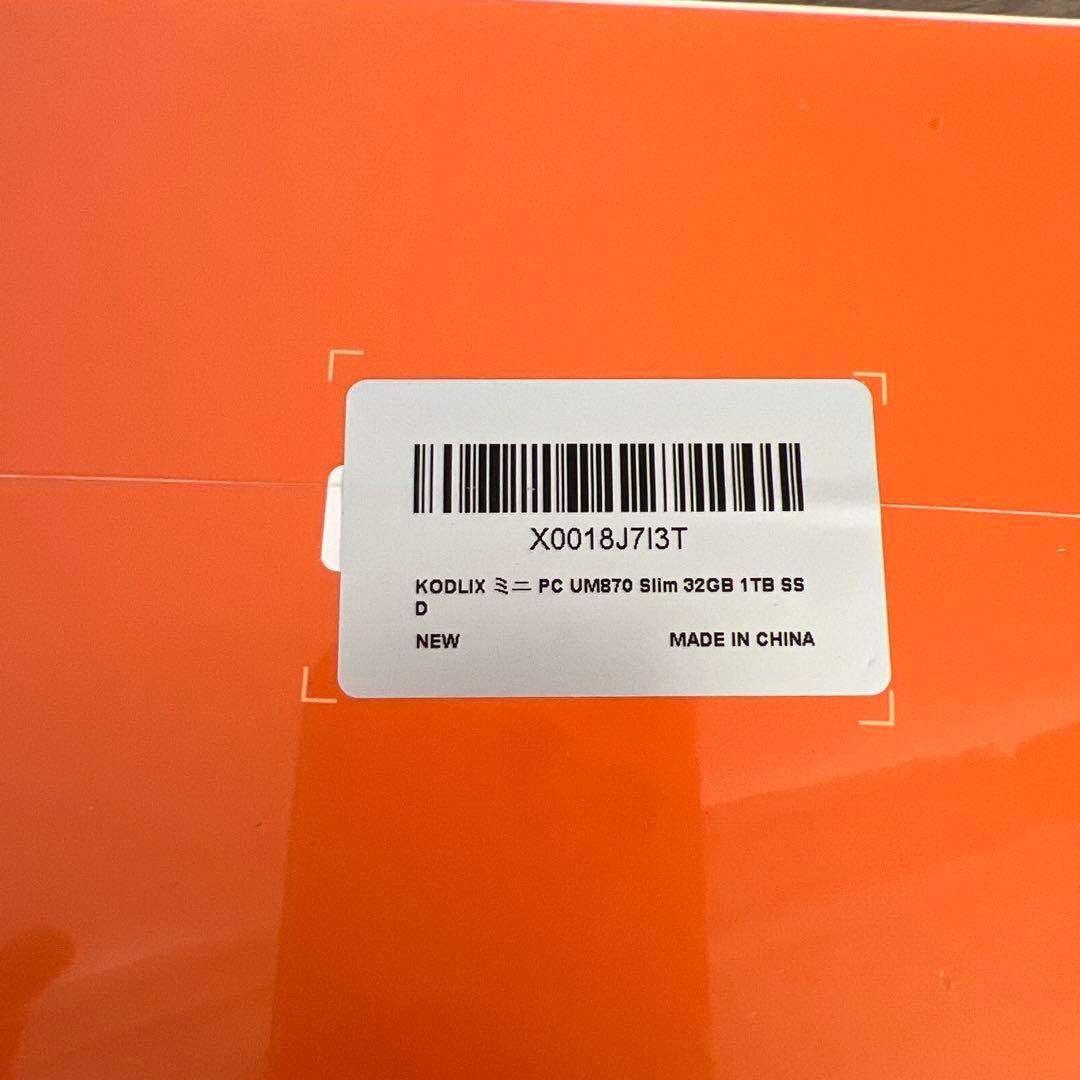 X0018J7I3T
KODLIX ミニ PC UM870 Slim 32GB 1TB SS
D
NEW MADE IN CHINA